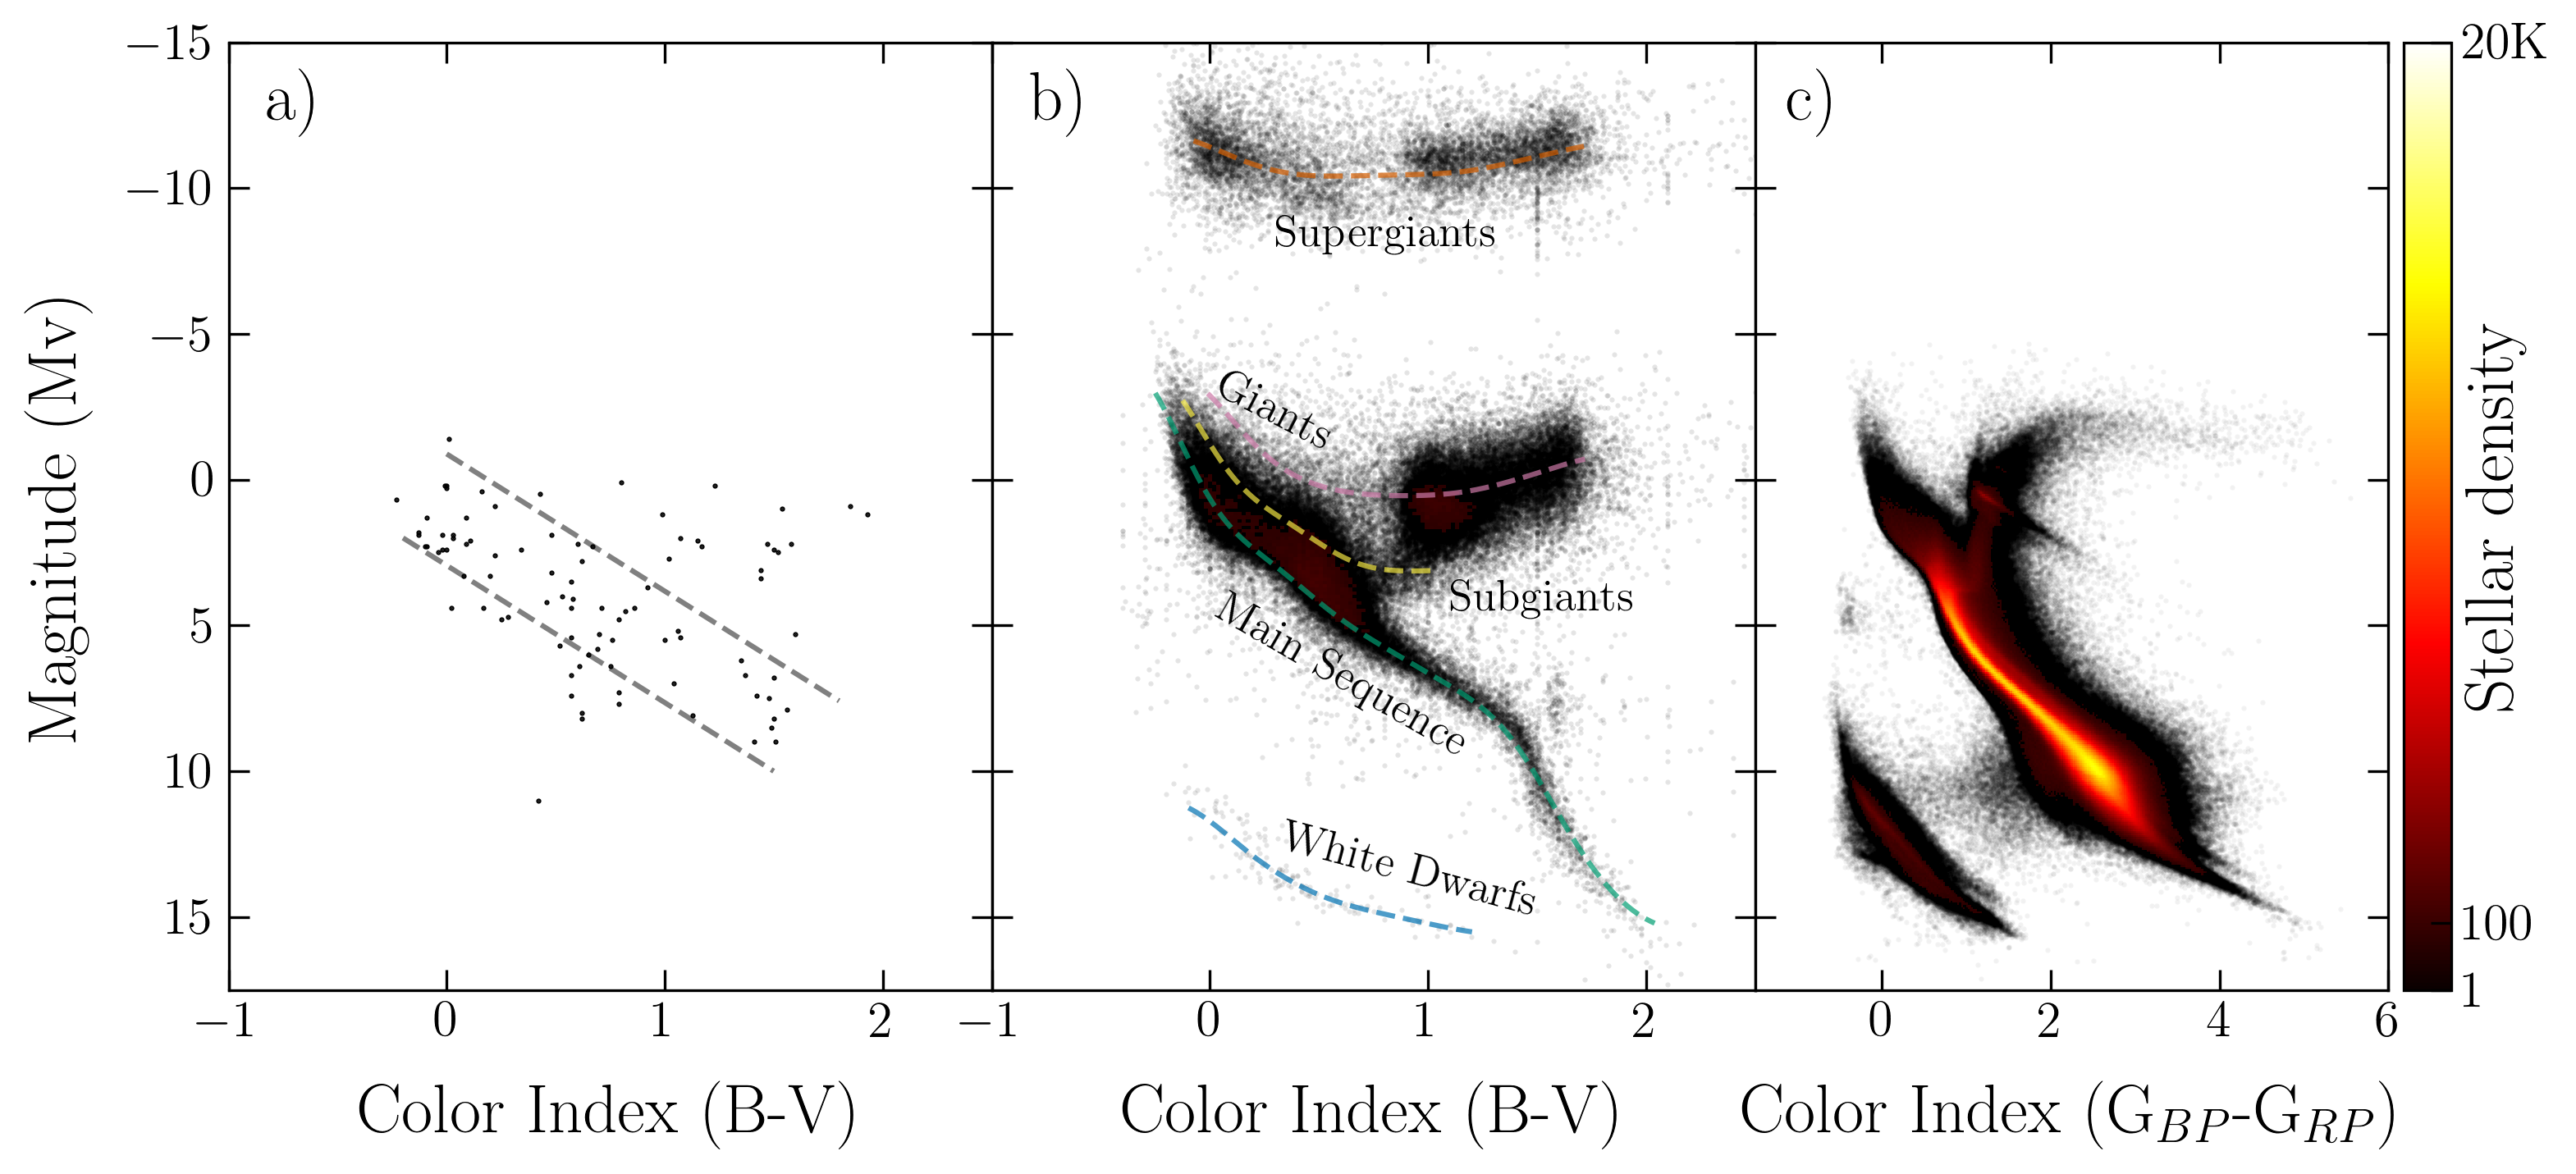 −15
−10
−5
0
5
10
15
Magnitude (Mv)
a)
−1
0
1
2
Color Index (B-V)
b)
Supergiants
Giants
Subgiants
Main Sequence
White Dwarfs
−1
0
1
2
Color Index (B-V)
c)
0
2
4
6
Color Index (G_BP-G_RP)
20K
100
1
Stellar density